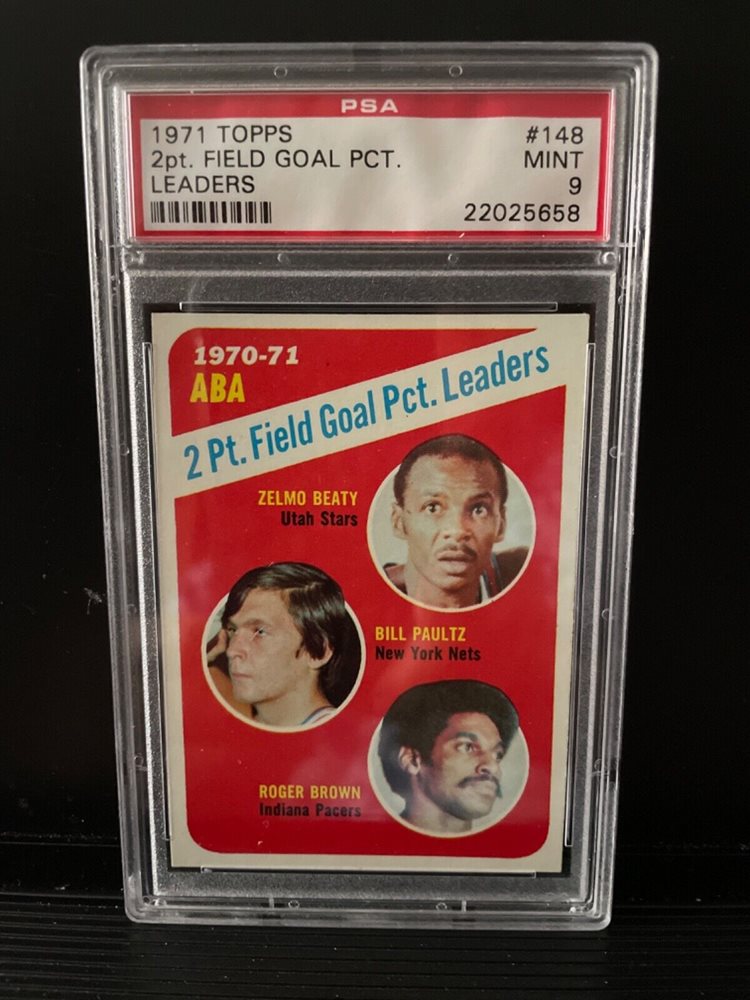 PSA
1971 TOPPS #148
2pt. FIELD GOAL PCT. MINT
LEADERS 9
22025658
1970-71
ABA
2 Pt. Field Goal Pct. Leaders
ZELMO BEATY
Utah Stars
BILL PAULTZ
New York Nets
ROGER BROWN
Indiana Pacers